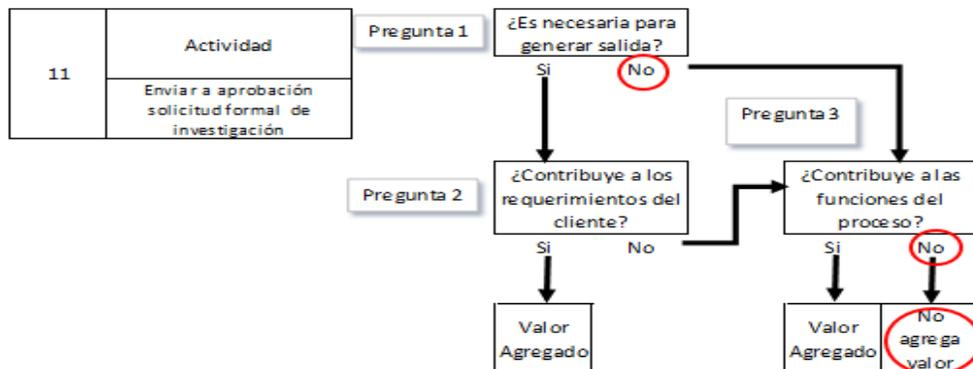 11
Actividad
Enviar a aprobación
solicitud formal de
investigación
Pregunta 1
¿Es necesaria para
generar salida?
Si No
Pregunta 3
Pregunta 2
¿Contribuye a los
requerimientos del
cliente?
Si No
¿Contribuye a las
funciones del
proceso?
Si No
Valor
Agregado
Valor
Agregado
No
agrega
valor